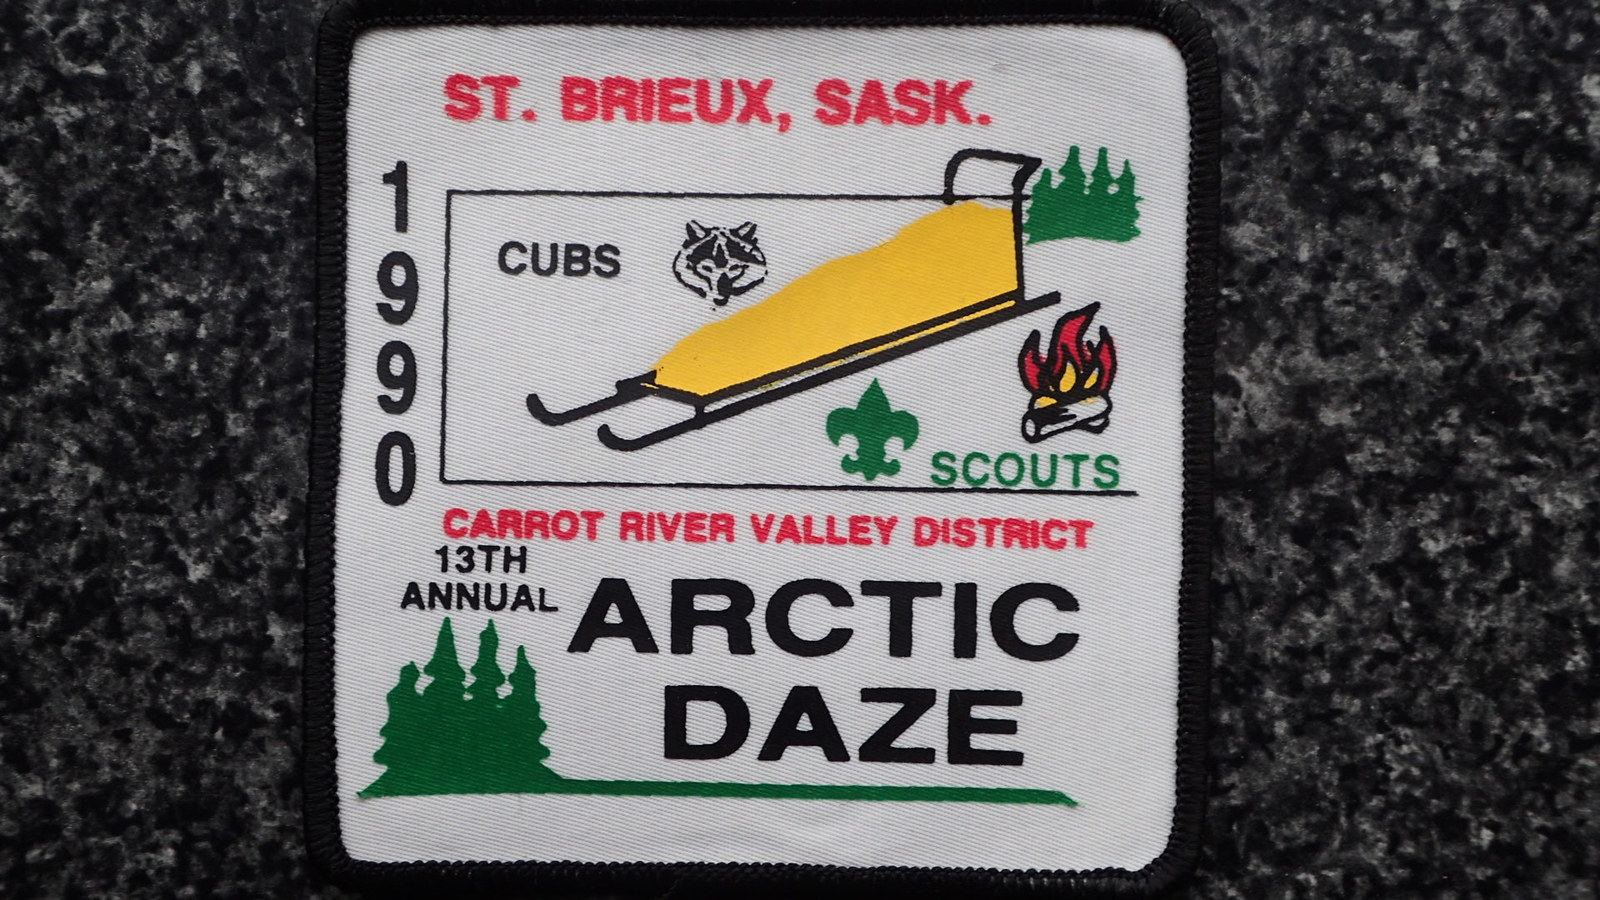 ST. BRIEUX, SASK.
1990
CUBS
SCOUTS
CARROT RIVER VALLEY DISTRICT
13TH
ANNUAL
ARCTIC
DAZE